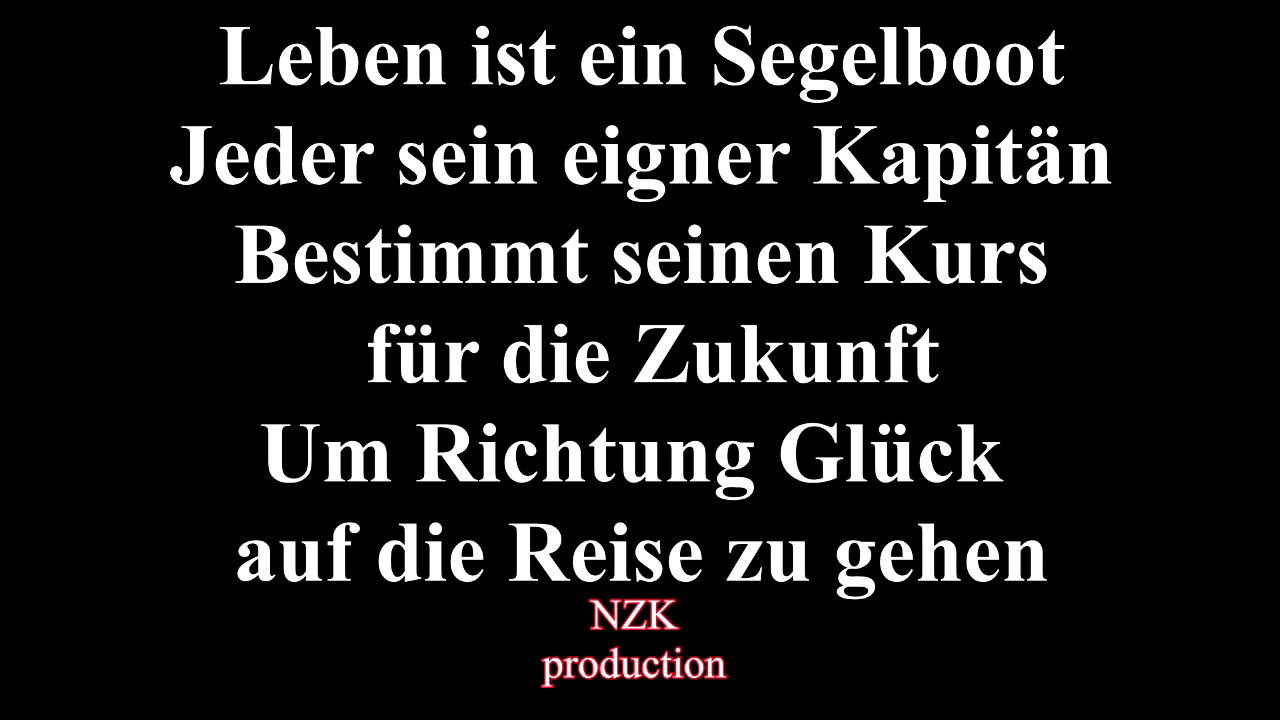 Leben ist ein Segelboot
Jeder sein eigner Kapitän
Bestimmt seinen Kurs
für die Zukunft
Um Richtung Glück
auf die Reise zu gehen
NZK
production